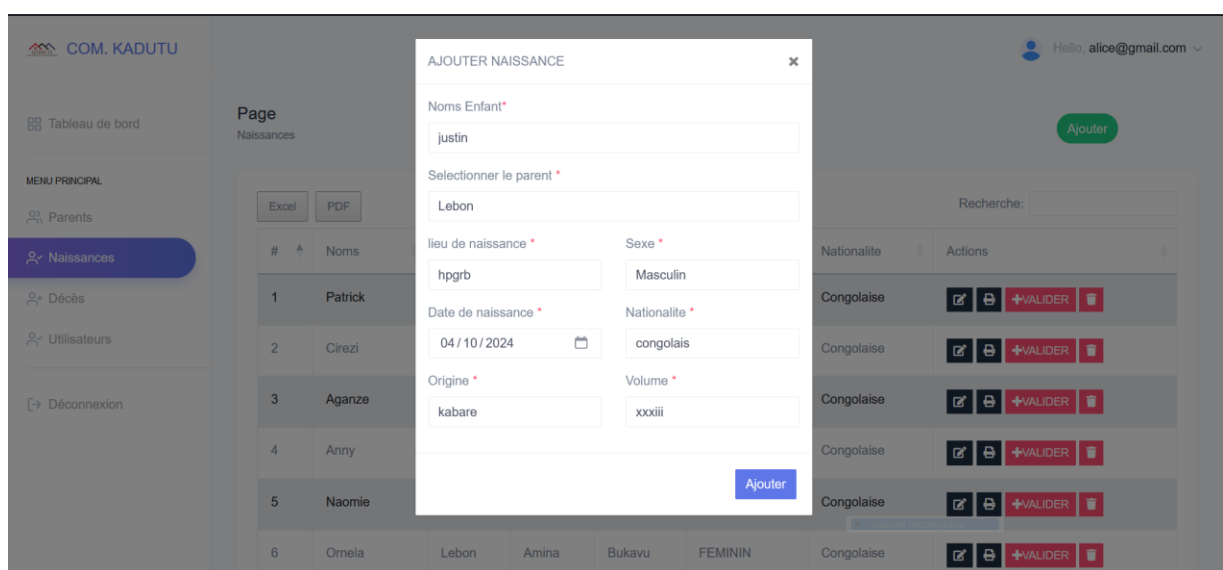 COM. KADUTU
Hello, alice@gmail.com
Tableau de bord
MENU PRINCIPAL
Parents
Naissances
Décès
Utilisateurs
Déconnexion
Page
Naissances
Ajouter
Excel PDF
Recherche:
# Noms Nationalite Actions
1 Patrick Congolaise VALIDER
2 Cirezi Congolaise VALIDER
3 Aganze Congolaise VALIDER
4 Anny Congolaise VALIDER
5 Naomie Congolaise VALIDER
6 Ornela Lebon Amina Bukavu FEMININ Congolaise VALIDER
AJOUTER NAISSANCE
Noms Enfant*
justin
Selectionner le parent *
Lebon
lieu de naissance * Sexe *
hpgrb Masculin
Date de naissance * Nationalite *
04/10/2024 congolais
Origine * Volume *
kabare xxxiii
Ajouter